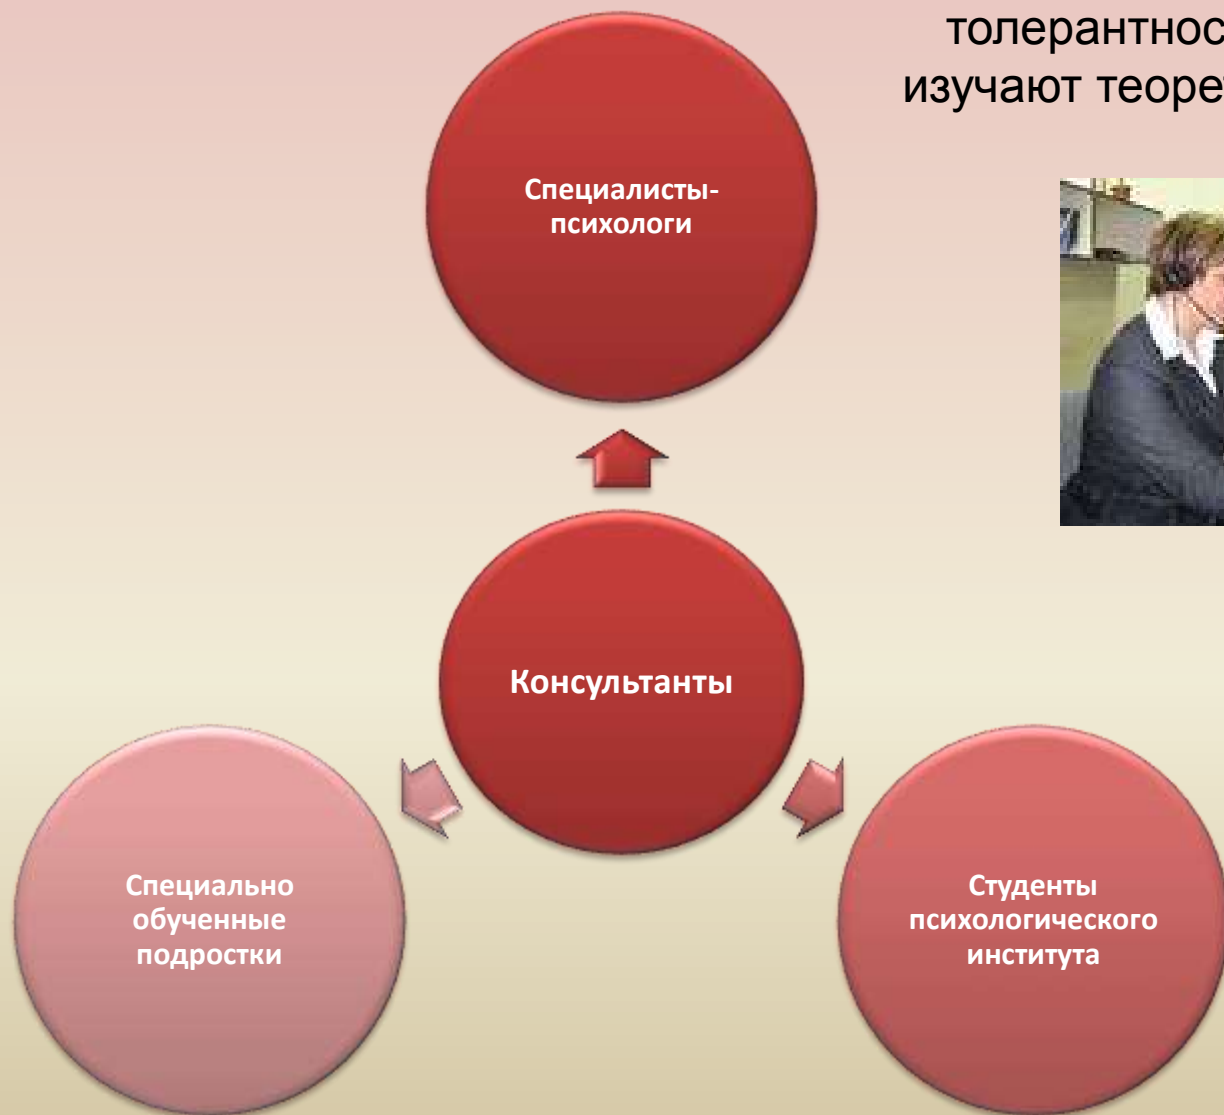 толерантнос
изучают теоре
Специалисты-
психологи
Консультанты
Специально
обученные
подростки
Студенты
психологического
института